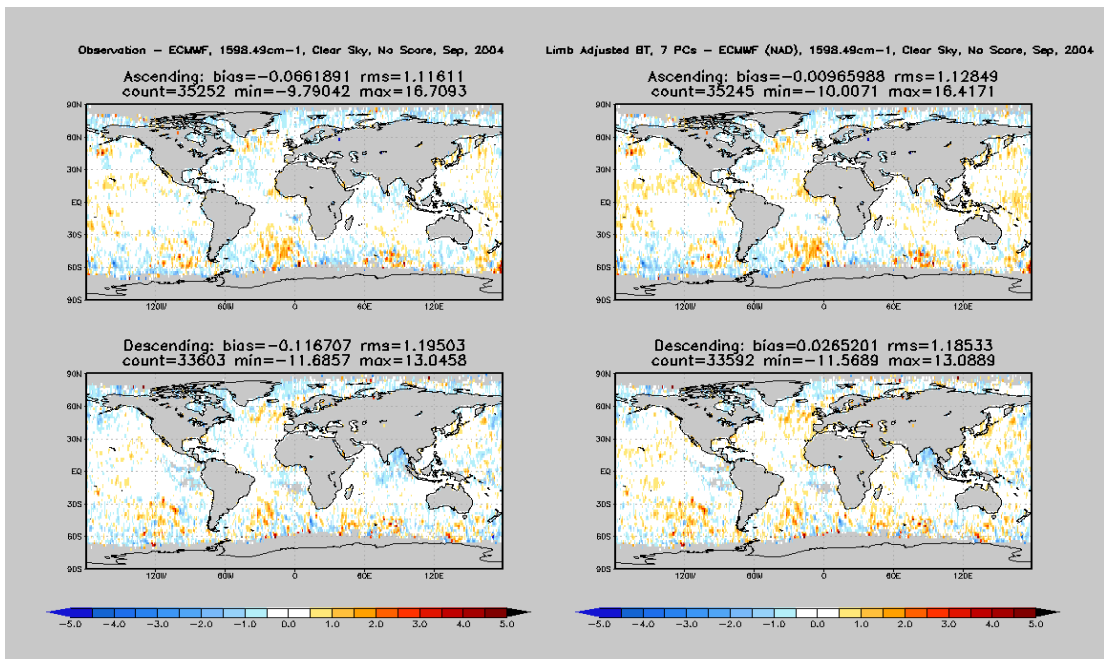 Observation − ECMWF, 1598.49cm−1, Clear Sky, No Score, Sep, 2004
Ascending: bias=−0.0661891 rms=1.11611
count=35252 min=−9.79042 max=16.7093
90N
60N
30N
EQ
30S
60S
90S
120W 60W 0 60E 120E
Descending: bias=−0.116707 rms=1.19503
count=33603 min=−11.6857 max=13.0458
90N
60N
30N
EQ
30S
60S
90S
120W 60W 0 60E 120E
−5.0 −4.0 −3.0 −2.0 −1.0 0.0 1.0 2.0 3.0 4.0 5.0
Limb Adjusted BT, 7 PCs − ECMWF (NAD), 1598.49cm−1, Clear Sky, No Score, Sep, 2004
Ascending: bias=−0.00965988 rms=1.12849
count=35245 min=−10.0071 max=16.4171
90N
60N
30N
EQ
30S
60S
90S
120W 60W 0 60E 120E
Descending: bias=0.0265201 rms=1.18533
count=33592 min=−11.5689 max=13.0889
90N
60N
30N
EQ
30S
60S
90S
120W 60W 0 60E 120E
−5.0 −4.0 −3.0 −2.0 −1.0 0.0 1.0 2.0 3.0 4.0 5.0